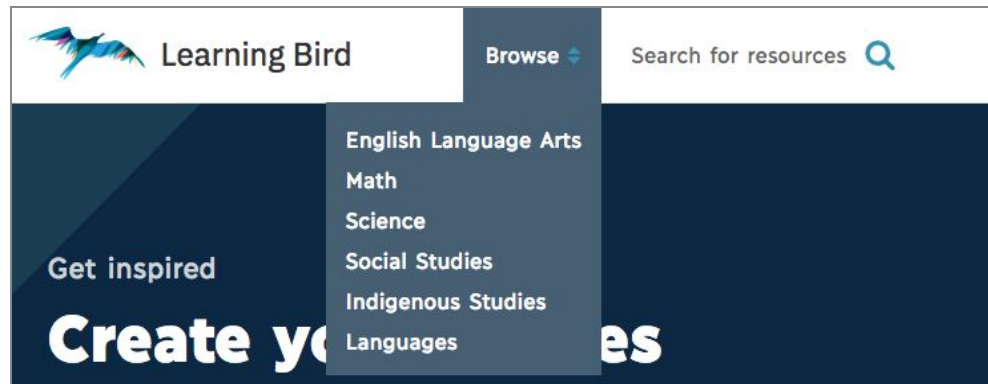 Learning Bird
Browse
Search for resources
English Language Arts
Math
Science
Social Studies
Get inspired
Indigenous Studies
Create
Languages